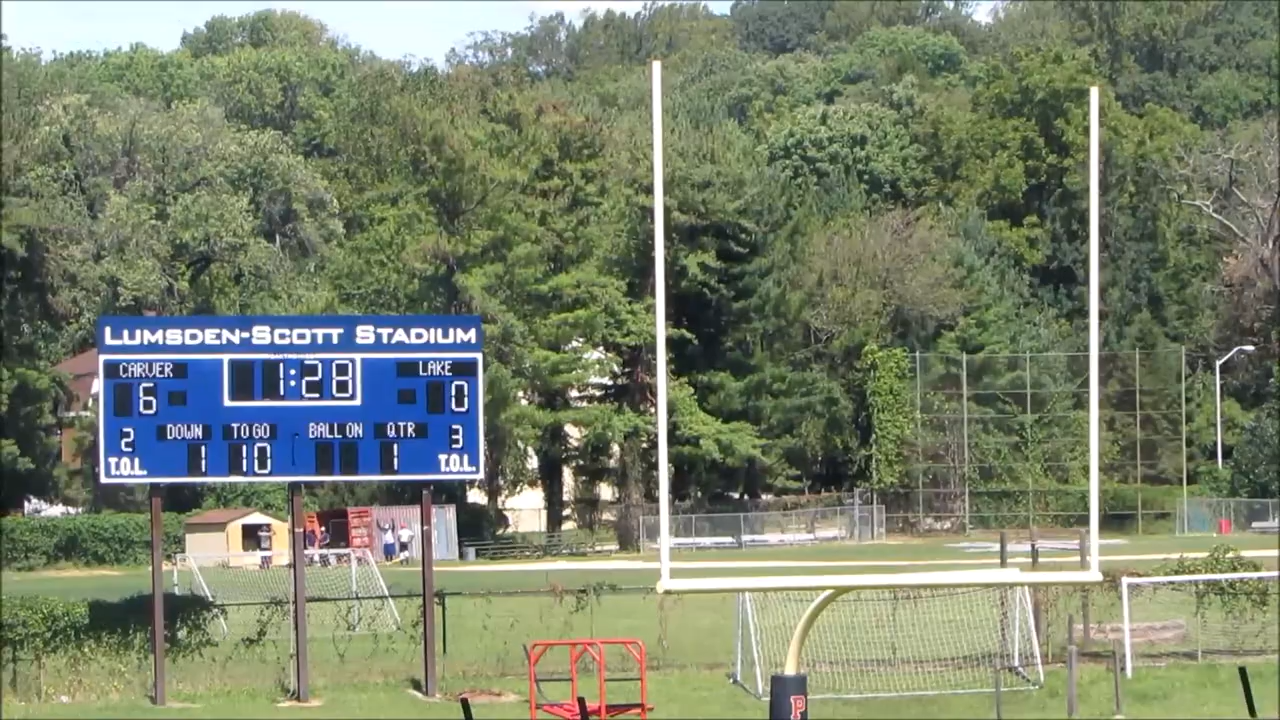 LUMSDEN-SCOTT STADIUM
CARVER 1:28 LAKE
6 0
2 DOWN TO GO BALL ON QTR 3
T.O.L. 1 10 1 T.O.L.
P